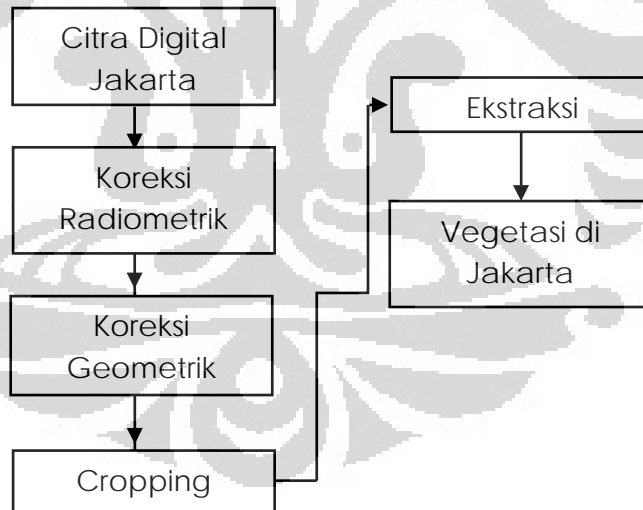 Citra Digital
Jakarta
Koreksi
Radiometrik
Koreksi
Geometrik
Cropping
Ekstraksi
Vegetasi di
Jakarta